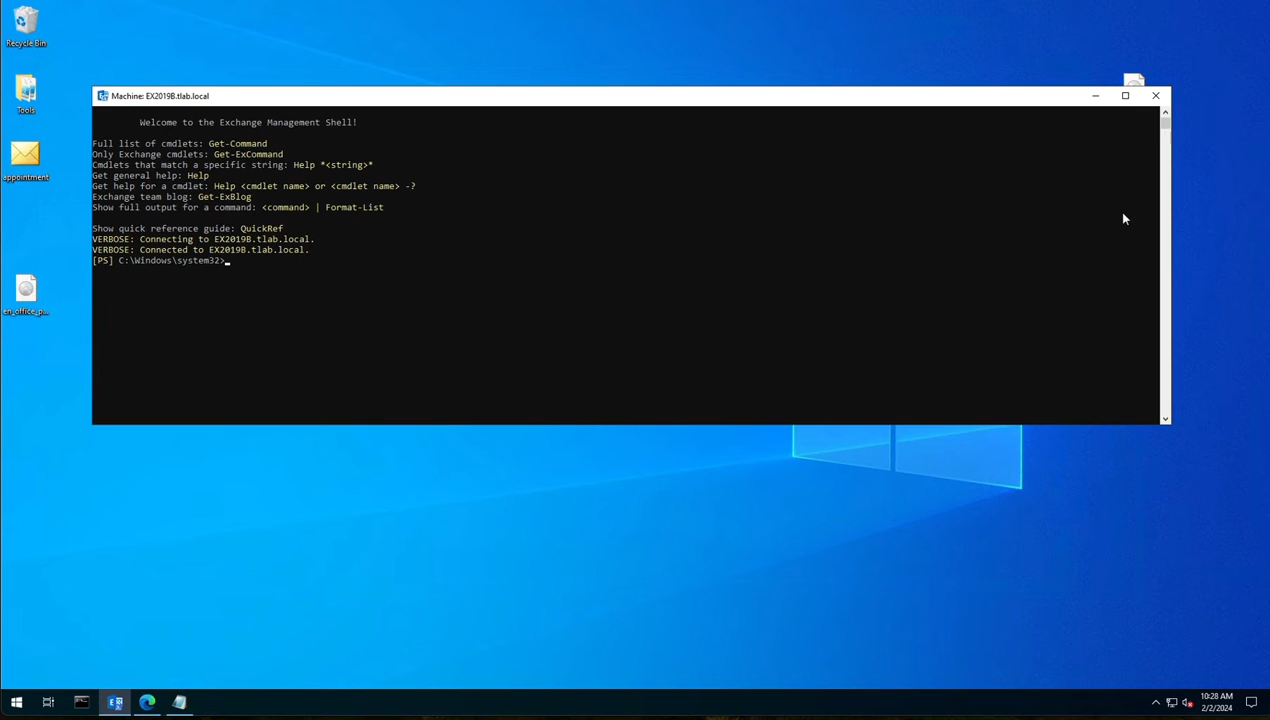 Recycle Bin
Tools
appointment
en_office_p...
Machine: EX2019B.tlab.local
Welcome to the Exchange Management Shell!
Full list of cmdlets: Get-Command
Only Exchange cmdlets: Get-ExCommand
Cmdlets that match a specific string: Help *<string>*
Get general help: Help
Get help for a cmdlet: Help <cmdlet name> or <cmdlet name> -?
Exchange team blog: Get-ExBlog
Show full output for a command: <command> | Format-List
Show quick reference guide: QuickRef
VERBOSE: Connecting to EX2019B.tlab.local.
VERBOSE: Connected to EX2019B.tlab.local.
[PS] C:\Windows\system32>
10:28 AM
2/2/2024